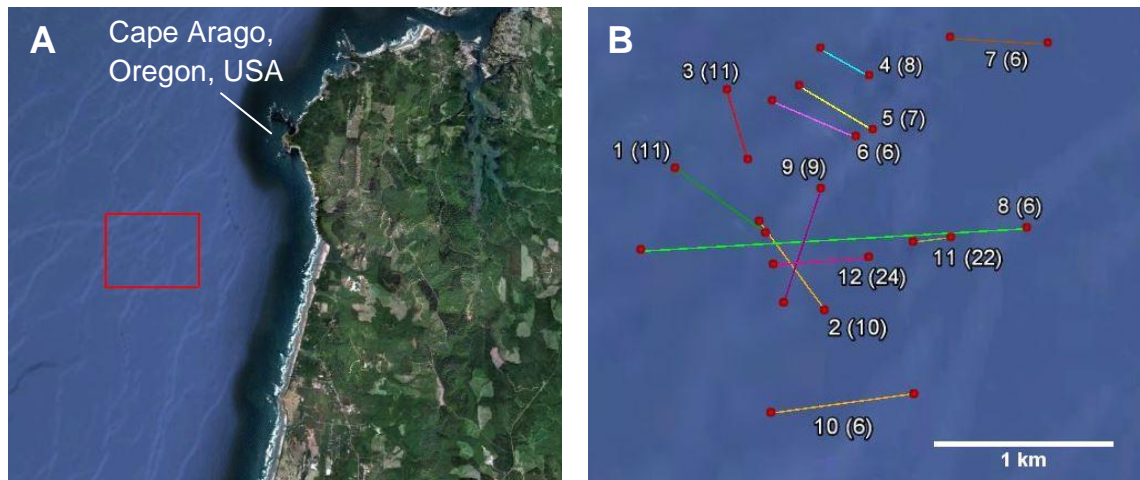 A
Cape Arago,
Oregon, USA
B
4 (8)
7 (6)
3 (11)
5 (7)
6 (6)
1 (11)
9 (9)
8 (6)
11 (22)
12 (24)
2 (10)
10 (6)
1 km